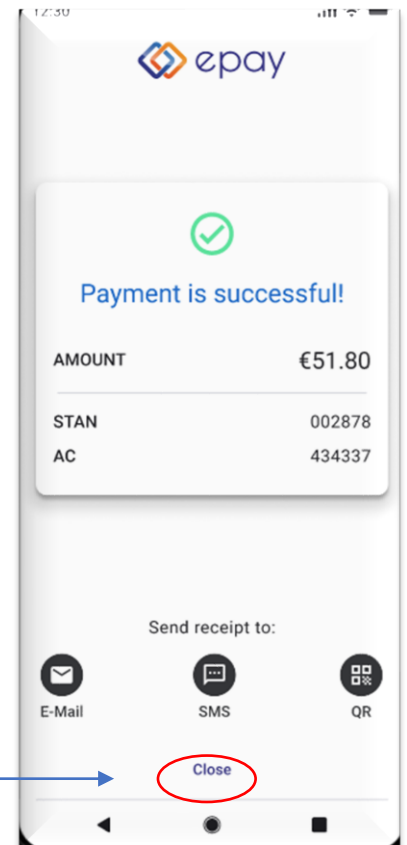 12:30
epay
Payment is successful!
AMOUNT €51.80
STAN 002878
AC 434337
Send receipt to:
E-Mail SMS QR
Close